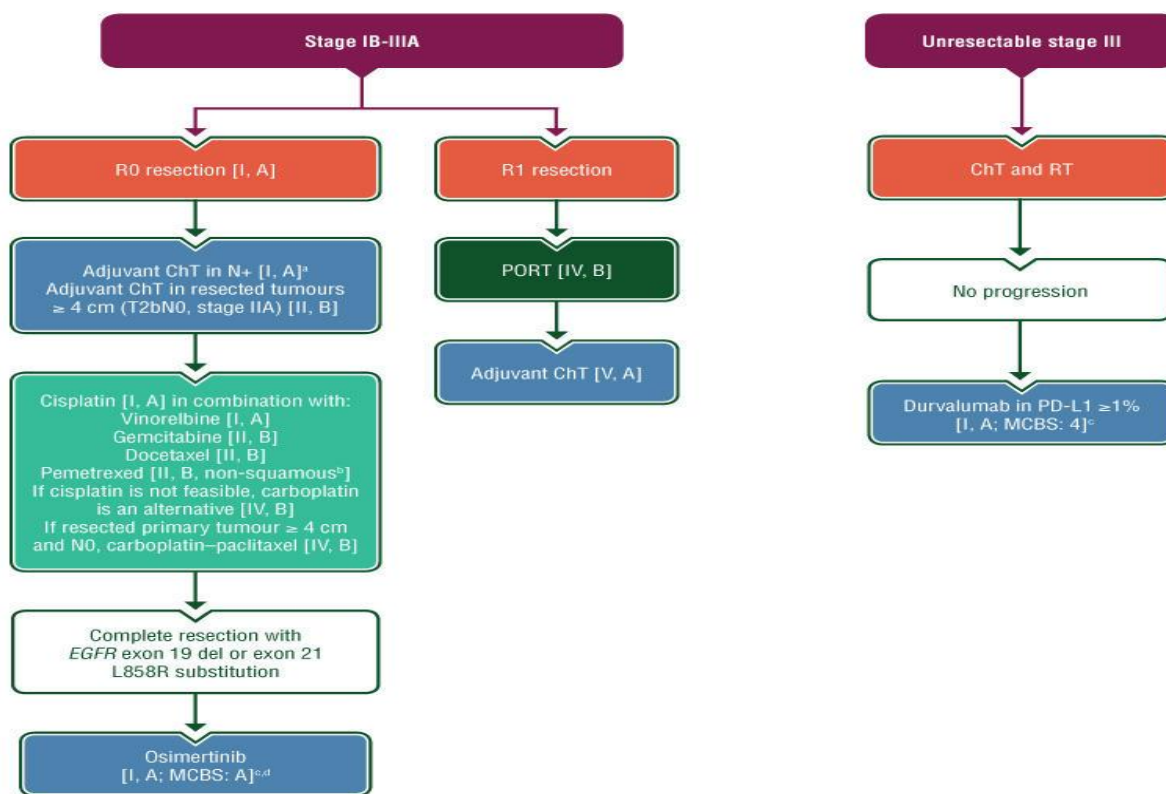 Stage IB-IIIA
R0 resection [I, A]
Adjuvant ChT in N+ [I, A]ᵃ
Adjuvant ChT in resected tumours
≥ 4 cm (T2bN0, stage IIA) [II, B]
Cisplatin [I, A] in combination with:
Vinorelbine [I, A]
Gemcitabine [II, B]
Docetaxel [II, B]
Pemetrexed [II, B, non-squamousᵇ]
If cisplatin is not feasible, carboplatin
is an alternative [IV, B]
If resected primary tumour ≥ 4 cm
and N0, carboplatin–paclitaxel [IV, B]
Complete resection with
EGFR exon 19 del or exon 21
L858R substitution
Osimertinib
[I, A; MCBS: A]ᶜ,ᵈ
R1 resection
PORT [IV, B]
Adjuvant ChT [V, A]
Unresectable stage III
ChT and RT
No progression
Durvalumab in PD-L1 ≥1%
[I, A; MCBS: 4]ᶜ